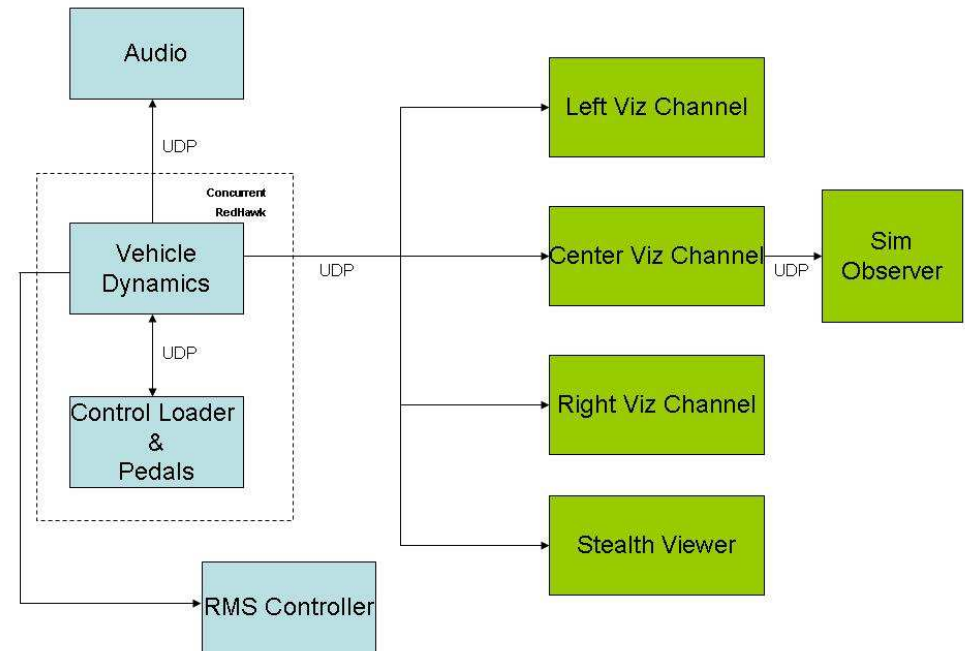 Audio
UDP
Concurrent
RedHawk
Vehicle
Dynamics
UDP
Control Loader
&
Pedals
RMS Controller
UDP
Left Viz Channel
Center Viz Channel
UDP
Sim
Observer
Right Viz Channel
Stealth Viewer